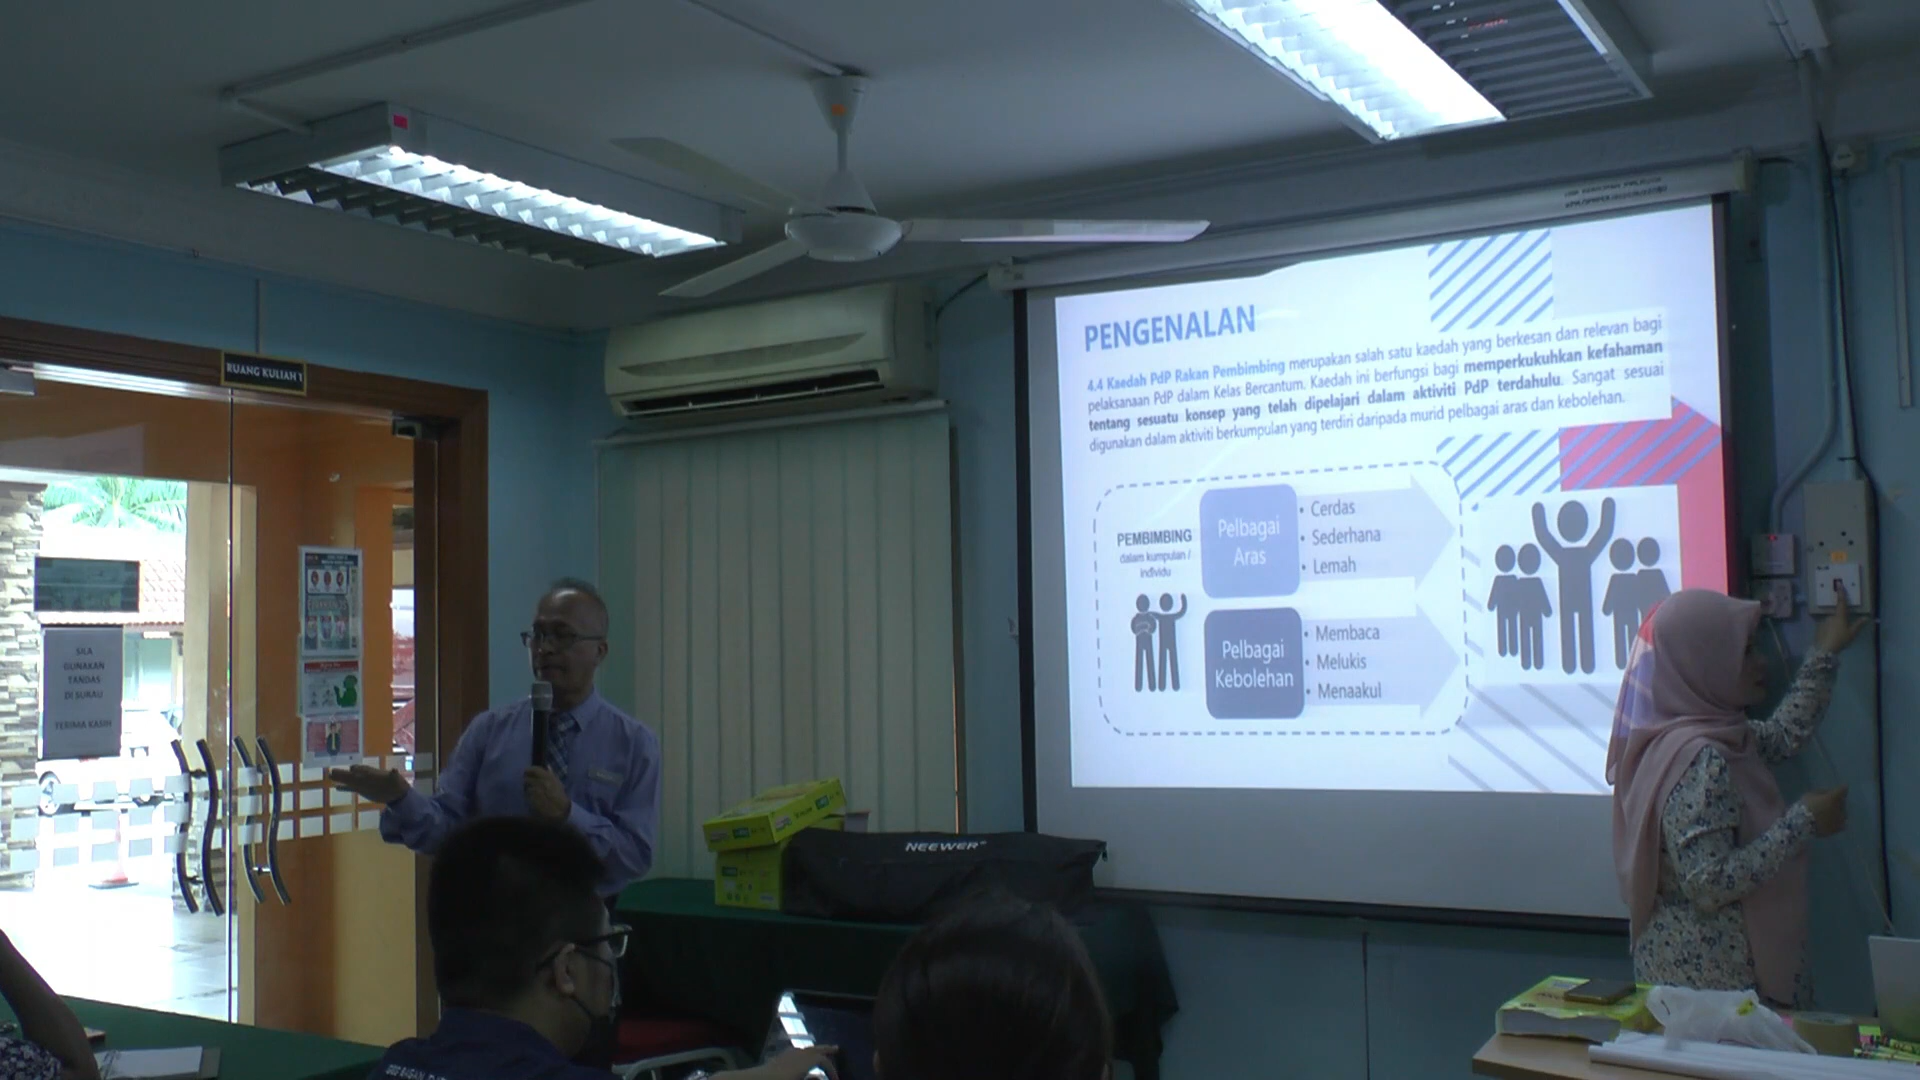 RUANG KULIAH 1
SILA
GUNAKAN
TANDAS
DI SURAU
TERIMA KASIH
NEEWER
PENGENALAN
4.4 Kaedah PdP Rakan Pembimbing merupakan salah satu kaedah yang berkesan dan relevan bagi
pelaksanaan PdP dalam Kelas Bercantum. Kaedah ini berfungsi bagi memperkukuhkan kefahaman
tentang sesuatu konsep yang telah dipelajari dalam aktiviti PdP terdahulu. Sangat sesuai
digunakan dalam aktiviti berkumpulan yang terdiri daripada murid pelbagai aras dan kebolehan.
PEMBIMBING
dalam kumpulan /
individu
Pelbagai
Aras
• Cerdas
• Sederhana
• Lemah
Pelbagai
Kebolehan
• Membaca
• Melukis
• Menaakul